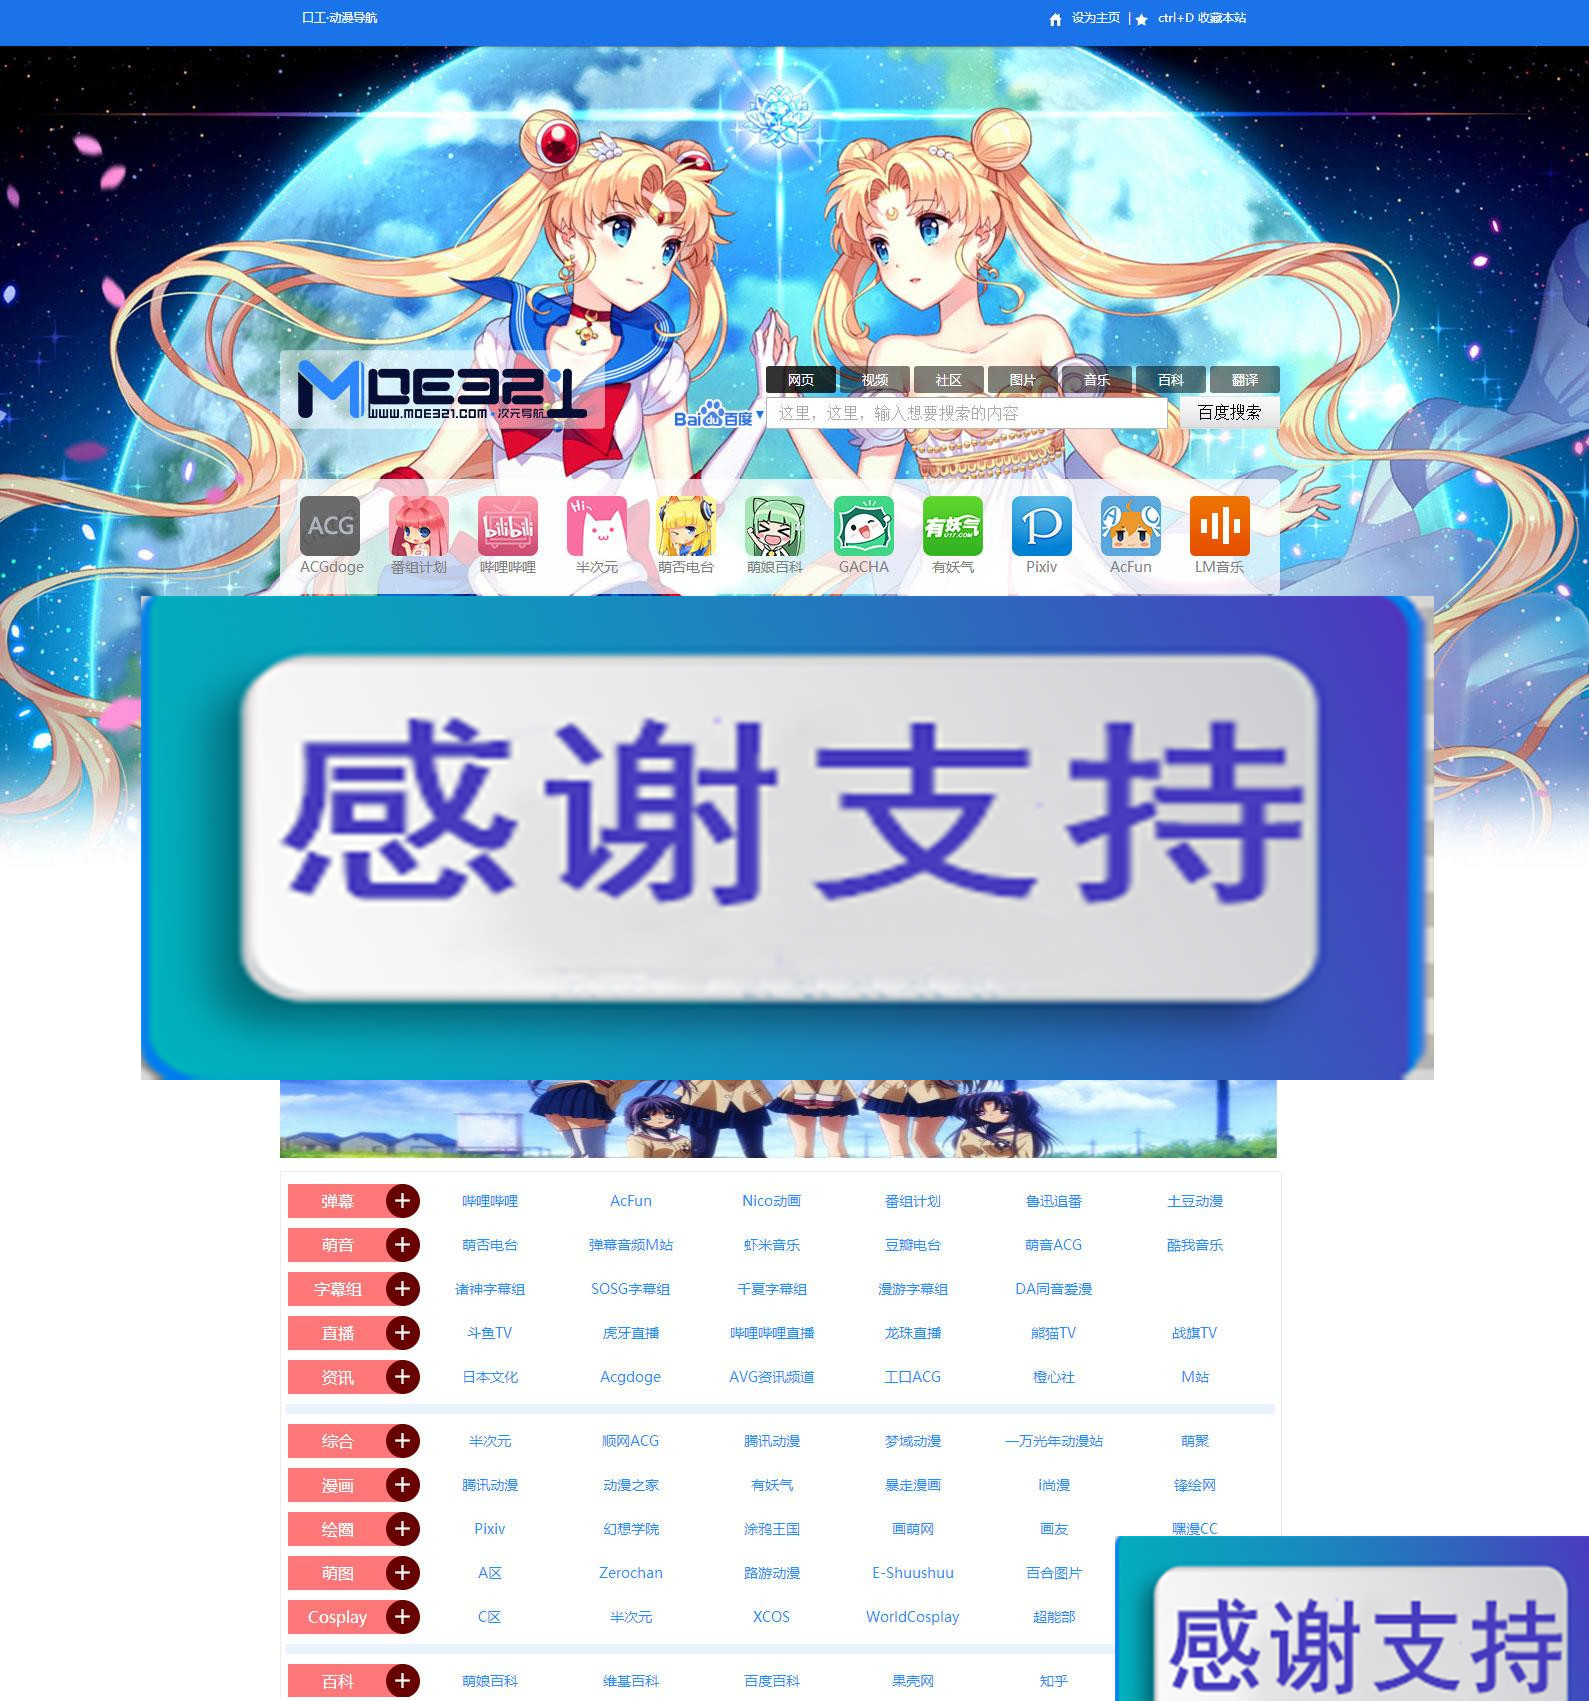 口工·动漫导航 设为主页 | ctrl+D 收藏本站
MOE321
www.moe321.com 次元导航
网页 视频 社区 图片 音乐 百科 翻译
Bai du 百度 这里，这里，输入想要搜索的内容 百度搜索
ACG Hi~ bilibili 有妖气 U17.COM P
ACGdoge 番组计划 哔哩哔哩 半次元 萌否电台 萌娘百科 GACHA 有妖气 Pixiv AcFun LM音乐
感谢支持
弹幕 哔哩哔哩 AcFun Nico动画 番组计划 鲁迅追番 土豆动漫
萌音 萌否电台 弹幕音频M站 虾米音乐 豆瓣电台 萌音ACG 酷我音乐
字幕组 诸神字幕组 SOSG字幕组 千夏字幕组 漫游字幕组 DA同音爱漫
直播 斗鱼TV 虎牙直播 哔哩哔哩直播 龙珠直播 熊猫TV 战旗TV
资讯 日本文化 Acgdoge AVG资讯频道 工口ACG 橙心社 M站
综合 半次元 顺网ACG 腾讯动漫 梦域动漫 一万光年动漫站 萌聚
漫画 腾讯动漫 动漫之家 有妖气 暴走漫画 i尚漫 锋绘网
绘圈 Pixiv 幻想学院 涂鸦王国 画萌网 画友 嘿漫CC
萌图 A区 Zerochan 路游动漫 E-Shuushuu 百合图片
Cosplay C区 半次元 XCOS WorldCosplay 超能部
百科 萌娘百科 维基百科 百度百科 果壳网 知乎
感谢支持